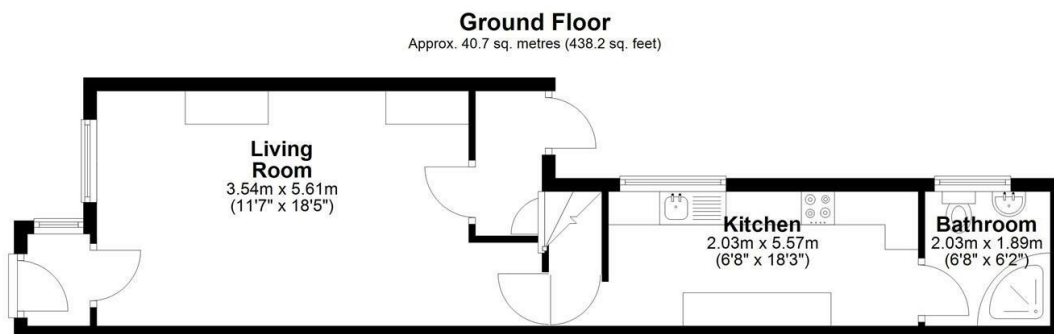 Ground Floor
Approx. 40.7 sq. metres (438.2 sq. feet)
Living
Room
3.54m x 5.61m
(11'7" x 18'5")
Kitchen
2.03m x 5.57m
(6'8" x 18'3")
Bathroom
2.03m x 1.89m
(6'8" x 6'2")